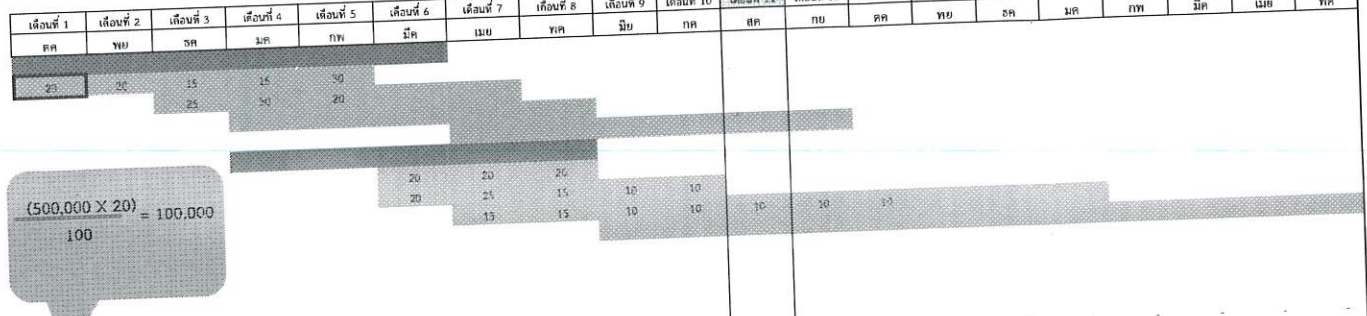 เดือนที่ 1 เดือนที่ 2 เดือนที่ 3 เดือนที่ 4 เดือนที่ 5 เดือนที่ 6 เดือนที่ 7 เดือนที่ 8 เดือนที่ 9 เดือนที่ 10
ตค พย ธค มค กพ มีค เมย พค มิย กค สค กย ตค พย ธค มค กพ มีค เมย พค
20 20 15 15 30
25 30 20
20 20 20
20 25 15 10 10
15 15 10 10 10 10 10
(500,000 X 20) = 100,000
100